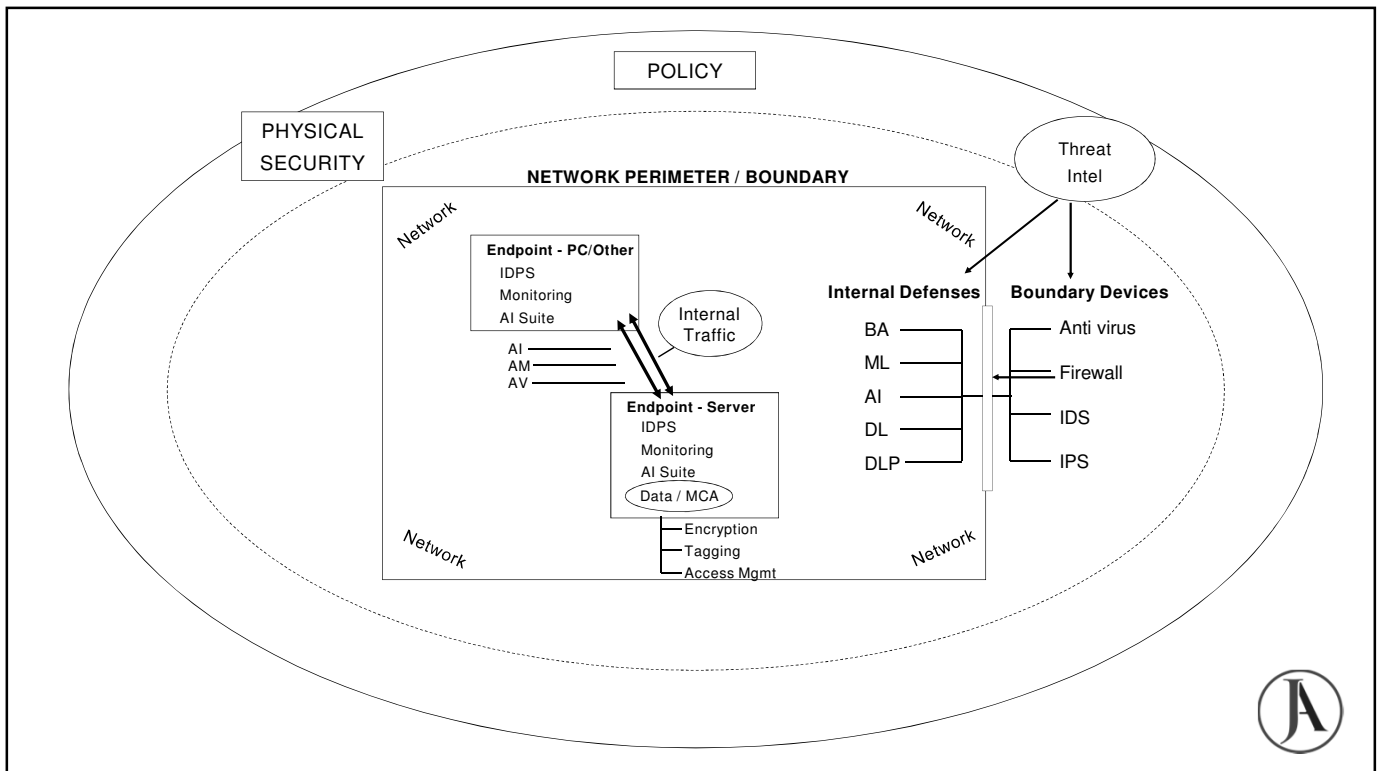 POLICY
PHYSICAL
SECURITY
Threat
Intel
NETWORK PERIMETER / BOUNDARY
Network
Network
Endpoint - PC/Other
IDPS
Monitoring
AI Suite
Internal
Traffic
AI
AM
AV
Endpoint - Server
IDPS
Monitoring
AI Suite
Data / MCA
Encryption
Tagging
Access Mgmt
Internal Defenses
BA
ML
AI
DL
DLP
Boundary Devices
Anti virus
Firewall
IDS
IPS
Network
Network
JA